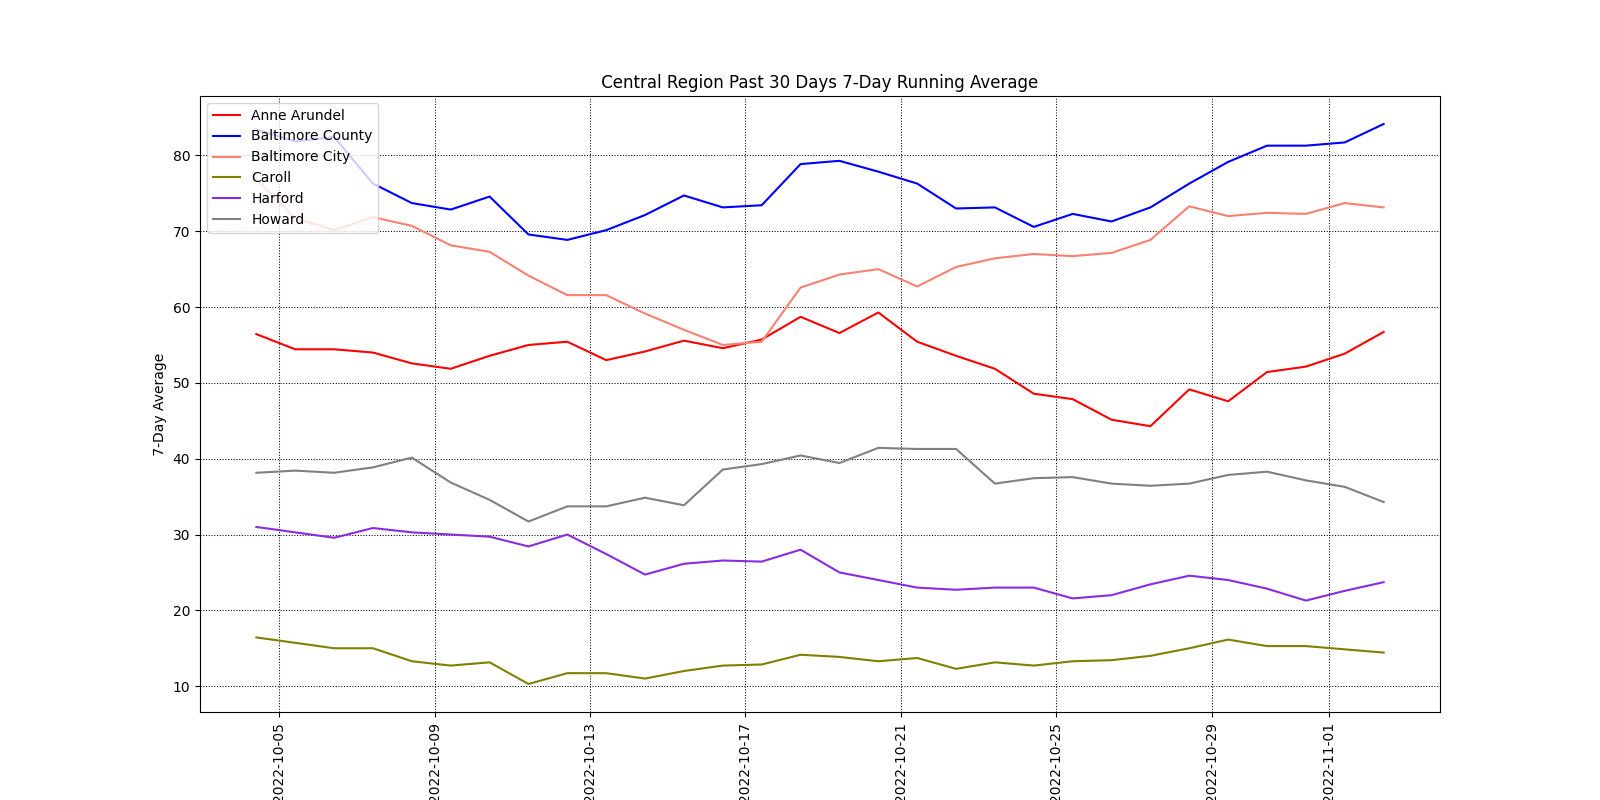 Central Region Past 30 Days 7-Day Running Average
Anne Arundel
Baltimore County
Baltimore City
Caroll
Harford
Howard
7-Day Average
80
70
60
50
40
30
20
10
2022-10-05
2022-10-09
2022-10-13
2022-10-17
2022-10-21
2022-10-25
2022-10-29
2022-11-01